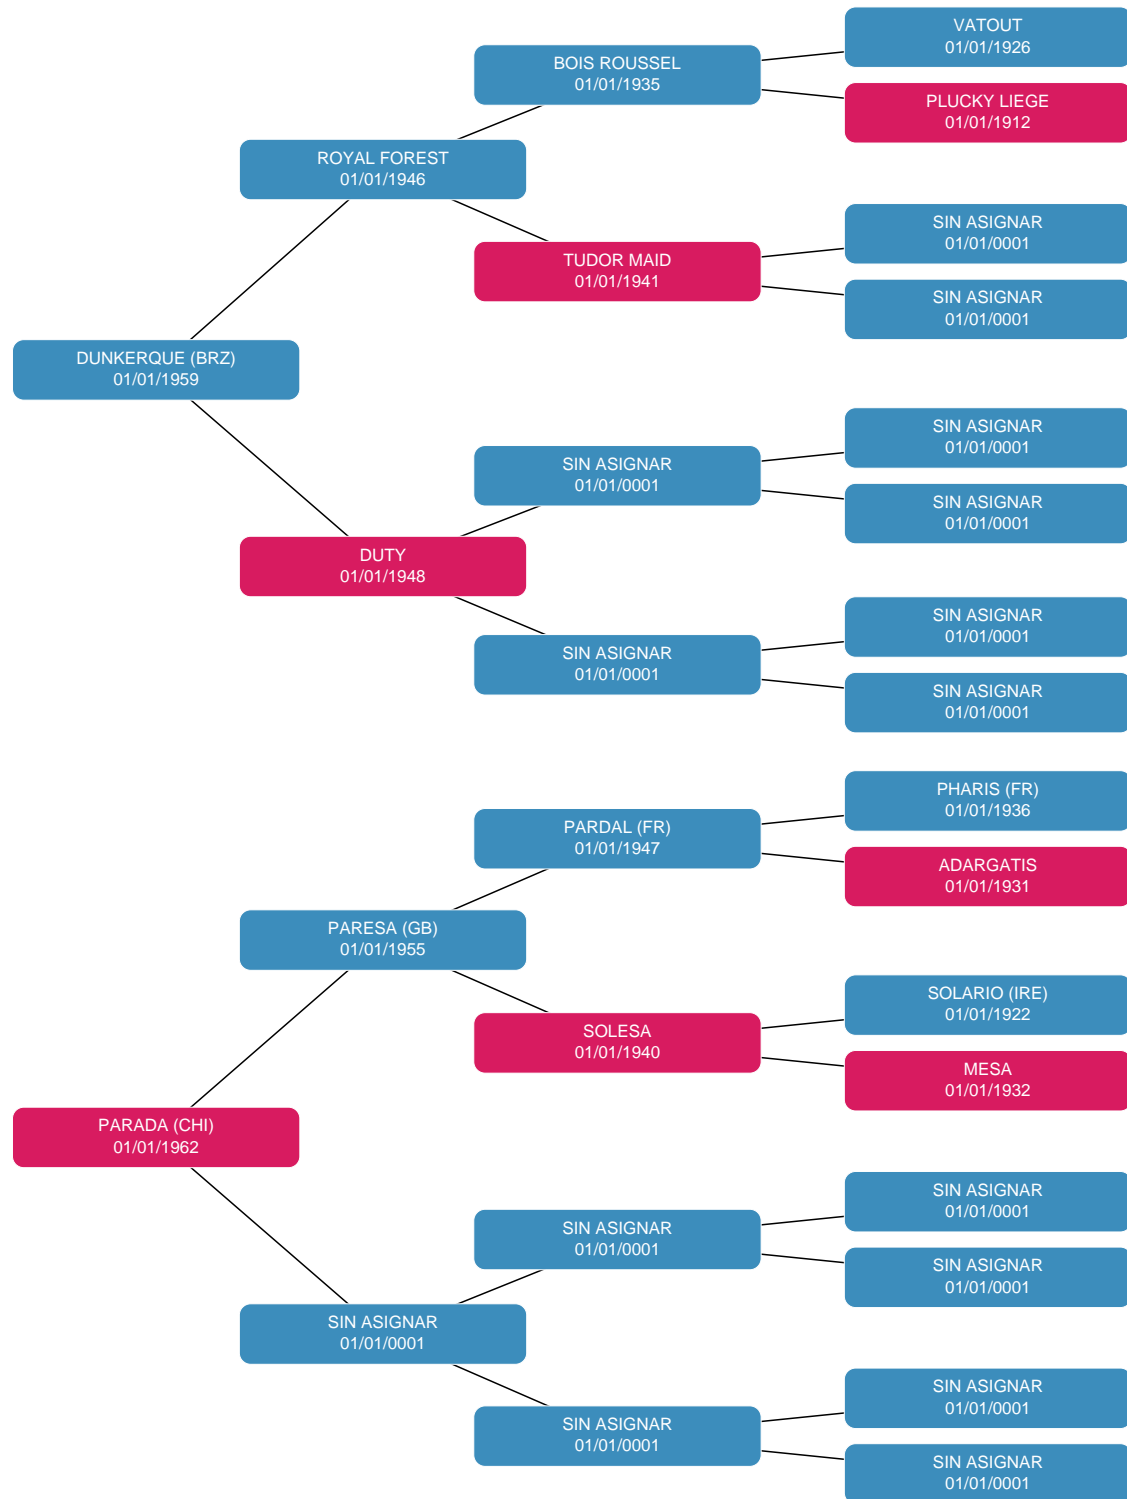 VATOUT
01/01/1926
BOIS ROUSSEL
01/01/1935
PLUCKY LIEGE
01/01/1912
ROYAL FOREST
01/01/1946
SIN ASIGNAR
01/01/0001
TUDOR MAID
01/01/1941
SIN ASIGNAR
01/01/0001
DUNKERQUE (BRZ)
01/01/1959
SIN ASIGNAR
01/01/0001
SIN ASIGNAR
01/01/0001
SIN ASIGNAR
01/01/0001
DUTY
01/01/1948
SIN ASIGNAR
01/01/0001
SIN ASIGNAR
01/01/0001
SIN ASIGNAR
01/01/0001
PHARIS (FR)
01/01/1936
PARDAL (FR)
01/01/1947
ADARGATIS
01/01/1931
PARESA (GB)
01/01/1955
SOLARIO (IRE)
01/01/1922
SOLESA
01/01/1940
MESA
01/01/1932
PARADA (CHI)
01/01/1962
SIN ASIGNAR
01/01/0001
SIN ASIGNAR
01/01/0001
SIN ASIGNAR
01/01/0001
SIN ASIGNAR
01/01/0001
SIN ASIGNAR
01/01/0001
SIN ASIGNAR
01/01/0001
SIN ASIGNAR
01/01/0001